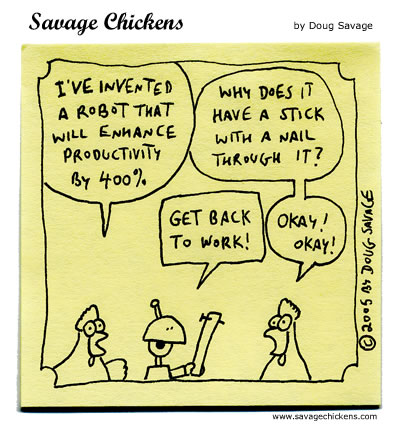 Savage Chickens
by Doug Savage
I'VE INVENTED
A ROBOT THAT
WILL ENHANCE
PRODUCTIVITY
BY 400%.
WHY DOES IT
HAVE A STICK
WITH A NAIL
THROUGH IT?
GET BACK
TO WORK!
OKAY!
OKAY!
© 2005 BY DOUG SAVAGE
www.savagechickens.com